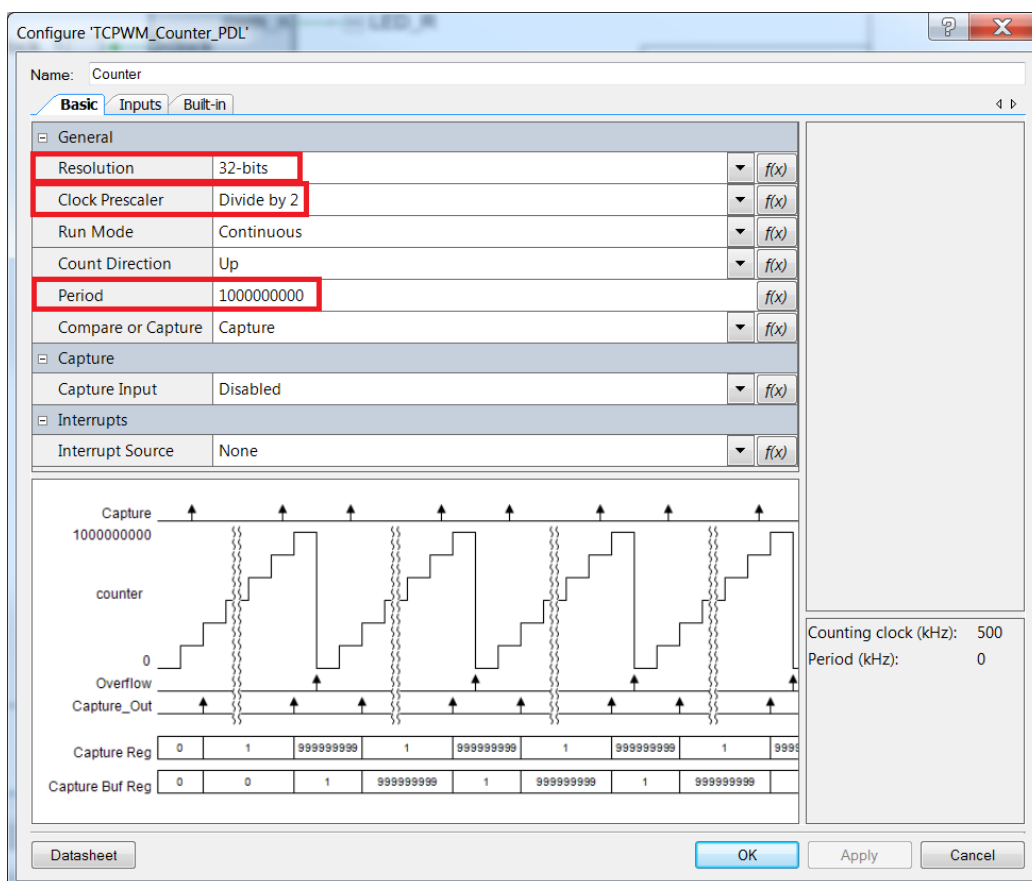 Configure 'TCPWM_Counter_PDL'
Name: Counter
Basic Inputs Built-in
General
Resolution 32-bits f(x)
Clock Prescaler Divide by 2 f(x)
Run Mode Continuous f(x)
Count Direction Up f(x)
Period 1000000000 f(x)
Compare or Capture Capture f(x)
Capture
Capture Input Disabled f(x)
Interrupts
Interrupt Source None f(x)
Capture
1000000000
counter
0
Overflow
Capture_Out
Capture Reg 0 1 999999999 1 999999999 1 999999999 1 9999
Capture Buf Reg 0 0 1 999999999 1 999999999 1 999999999
Counting clock (kHz): 500
Period (kHz): 0
Datasheet OK Apply Cancel